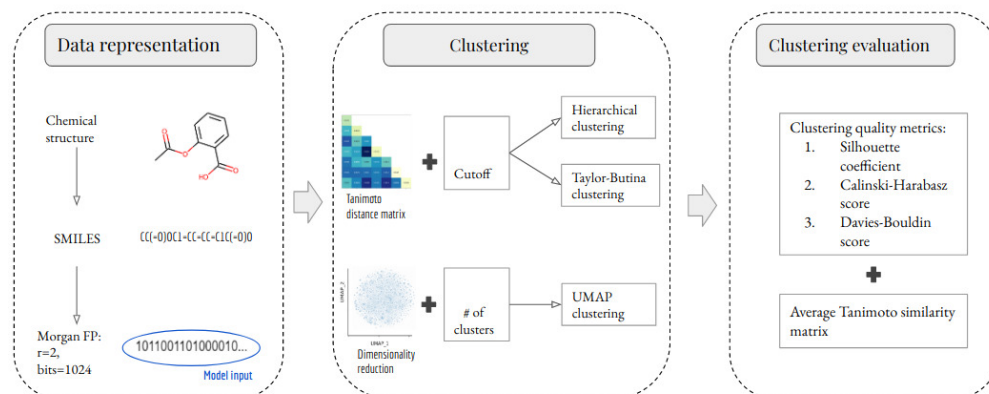 Data representation
Chemical
structure
O
O
O
HO
SMILES
CC(=O)OC1=CC=CC=C1C(=O)O
Morgan FP:
r=2,
bits=1024
1011001101000010...
Model input
Clustering
Tanimoto
distance matrix
Cutoff
Hierarchical
clustering
Taylor-Butina
clustering
UMAP_2
UMAP_1
Dimensionality
reduction
# of
clusters
UMAP
clustering
Clustering evaluation
Clustering quality metrics:
1. Silhouette
coefficient
2. Calinski-Harabasz
score
3. Davies-Bouldin
score
Average Tanimoto similarity
matrix